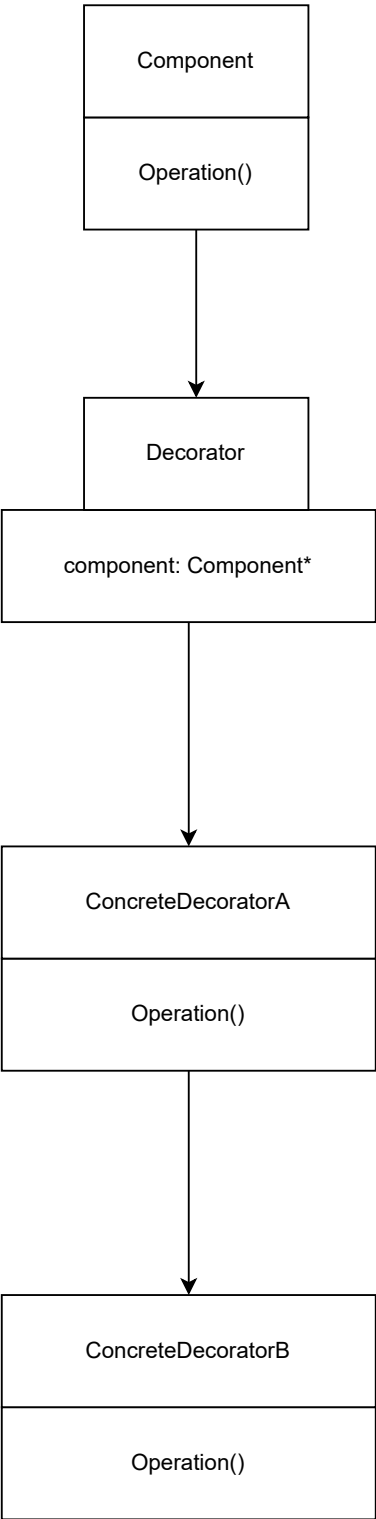 Component
Operation()
Decorator
component: Component*
ConcreteDecoratorA
Operation()
ConcreteDecoratorB
Operation()